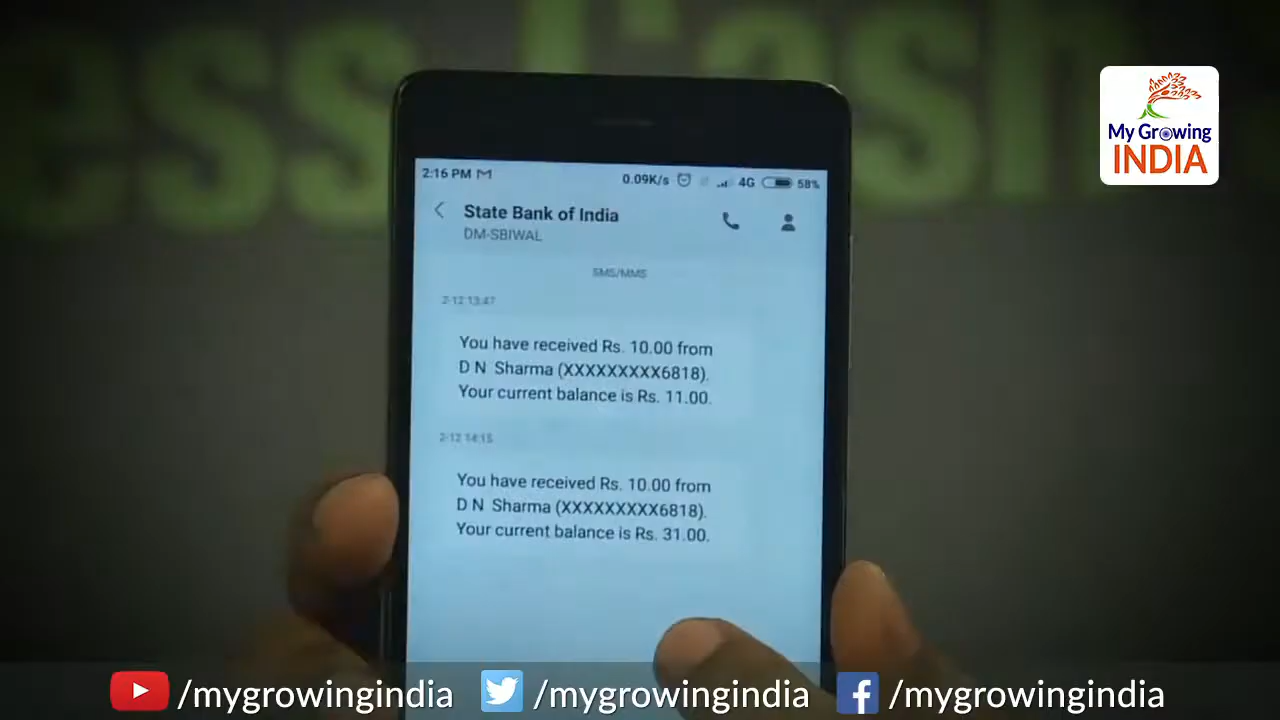 ess Cash
My Growing
INDIA
2:16 PM
0.09K/s 4G 58%
State Bank of India
DM-SBIWAL
SMS/MMS
2-12 13:47
You have received Rs. 10.00 from
D N Sharma (XXXXXXXXX6818).
Your current balance is Rs. 11.00.
2-12 14:15
You have received Rs. 10.00 from
D N Sharma (XXXXXXXXX6818).
Your current balance is Rs. 31.00.
/mygrowingindia /mygrowingindia /mygrowingindia